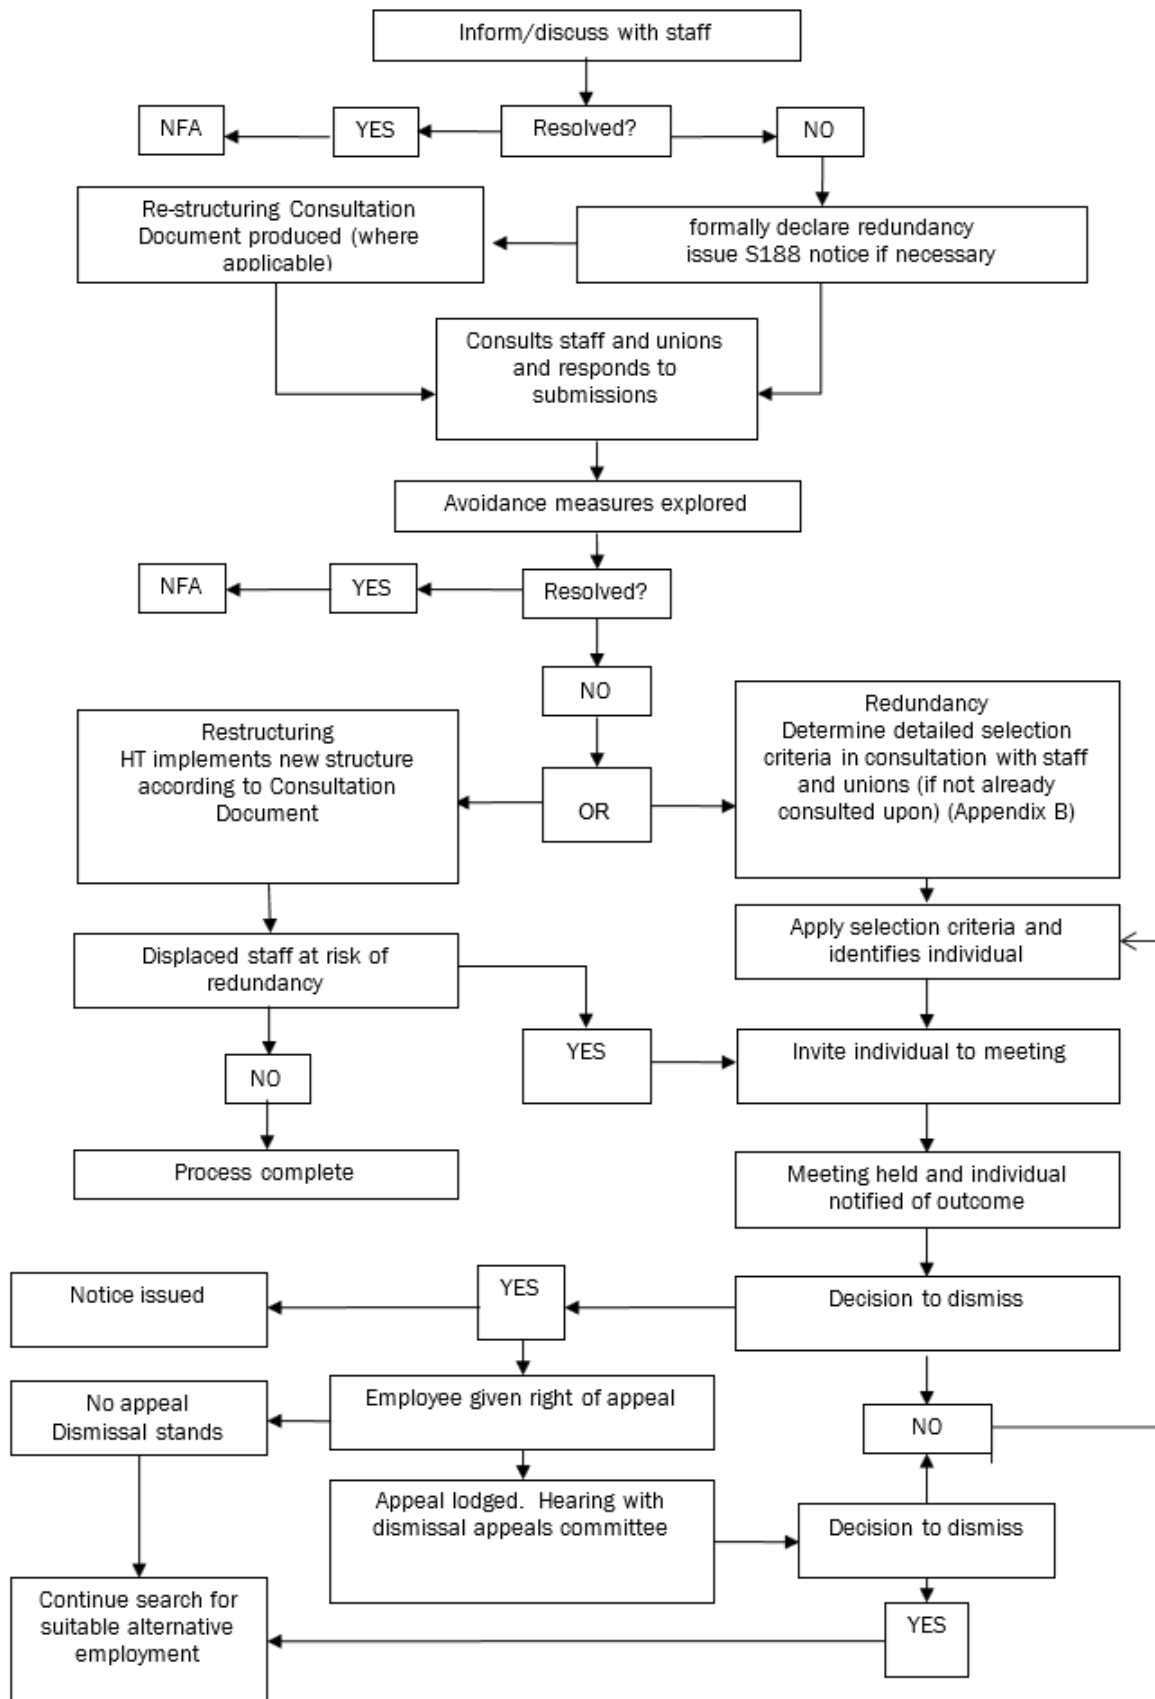 Inform/discuss with staff
NFA
YES
Resolved?
NO
Re-structuring Consultation
Document produced (where
applicable)
formally declare redundancy
issue S188 notice if necessary
Consults staff and unions
and responds to
submissions
Avoidance measures explored
NFA
YES
Resolved?
NO
Restructuring
HT implements new structure
according to Consultation
Document
OR
Redundancy
Determine detailed selection
criteria in consultation with staff
and unions (if not already
consulted upon) (Appendix B)
Apply selection criteria and
identifies individual
Displaced staff at risk of
redundancy
YES
Invite individual to meeting
NO
Process complete
Meeting held and individual
notified of outcome
Notice issued
YES
Decision to dismiss
No appeal
Dismissal stands
Employee given right of appeal
NO
Appeal lodged.  Hearing with
dismissal appeals committee
Decision to dismiss
Continue search for
suitable alternative
employment
YES